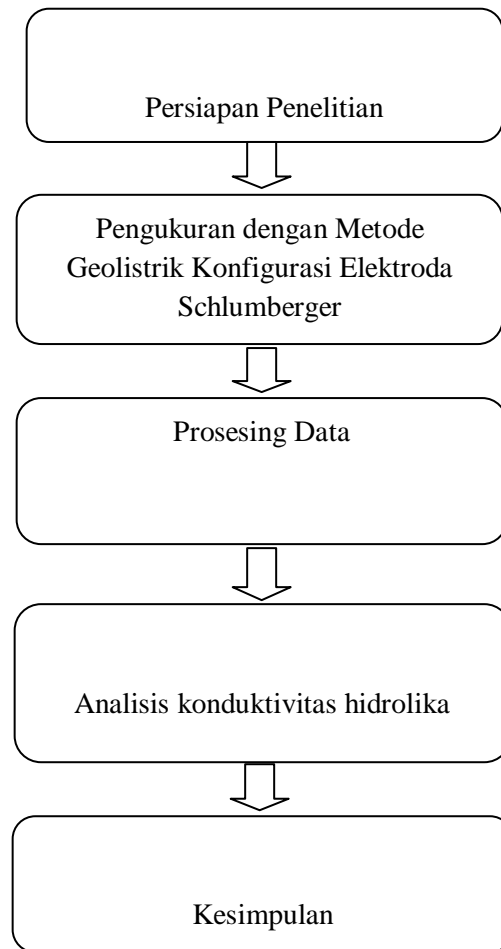 Persiapan Penelitian
Pengukuran dengan Metode
Geolistrik Konfigurasi Elektroda
Schlumberger
Prosesing Data
Analisis konduktivitas hidrolika
Kesimpulan